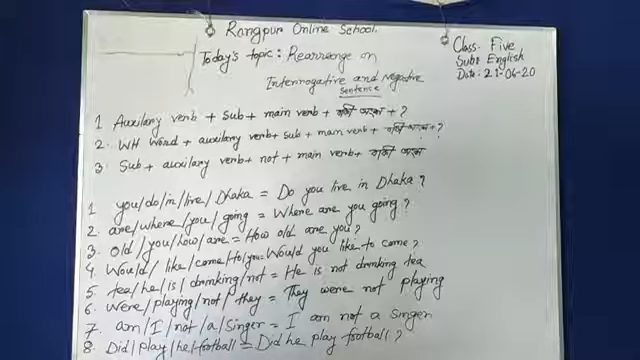 Rangpur Online School.
Class: Five
Sub: English
Date: 21-06-20
Today's topic: Rearrange on
Interrogative and Negative
Sentence
1 Auxilary verb + sub + main verb + বাকী অংশ + ?
2. WH Word + auxilary verb + sub + main verb + বাকী অংশ + ?
3. Sub + auxilary verb + not + main verb + বাকী অংশ
1 you/do/in/live/Dhaka = Do you live in Dhaka?
2. are/where/you/going = Where are you going?
3. old/you/how/are = How old are you?
4. Would/like/come/to/you = Would you like to come?
5. tea/he/is/drinking/not = He is not drinking tea
6. Were/playing/not/they = They were not playing
7. am/I/not/a/singer = I am not a singer
8. Did/play/he/football = Did he play football?